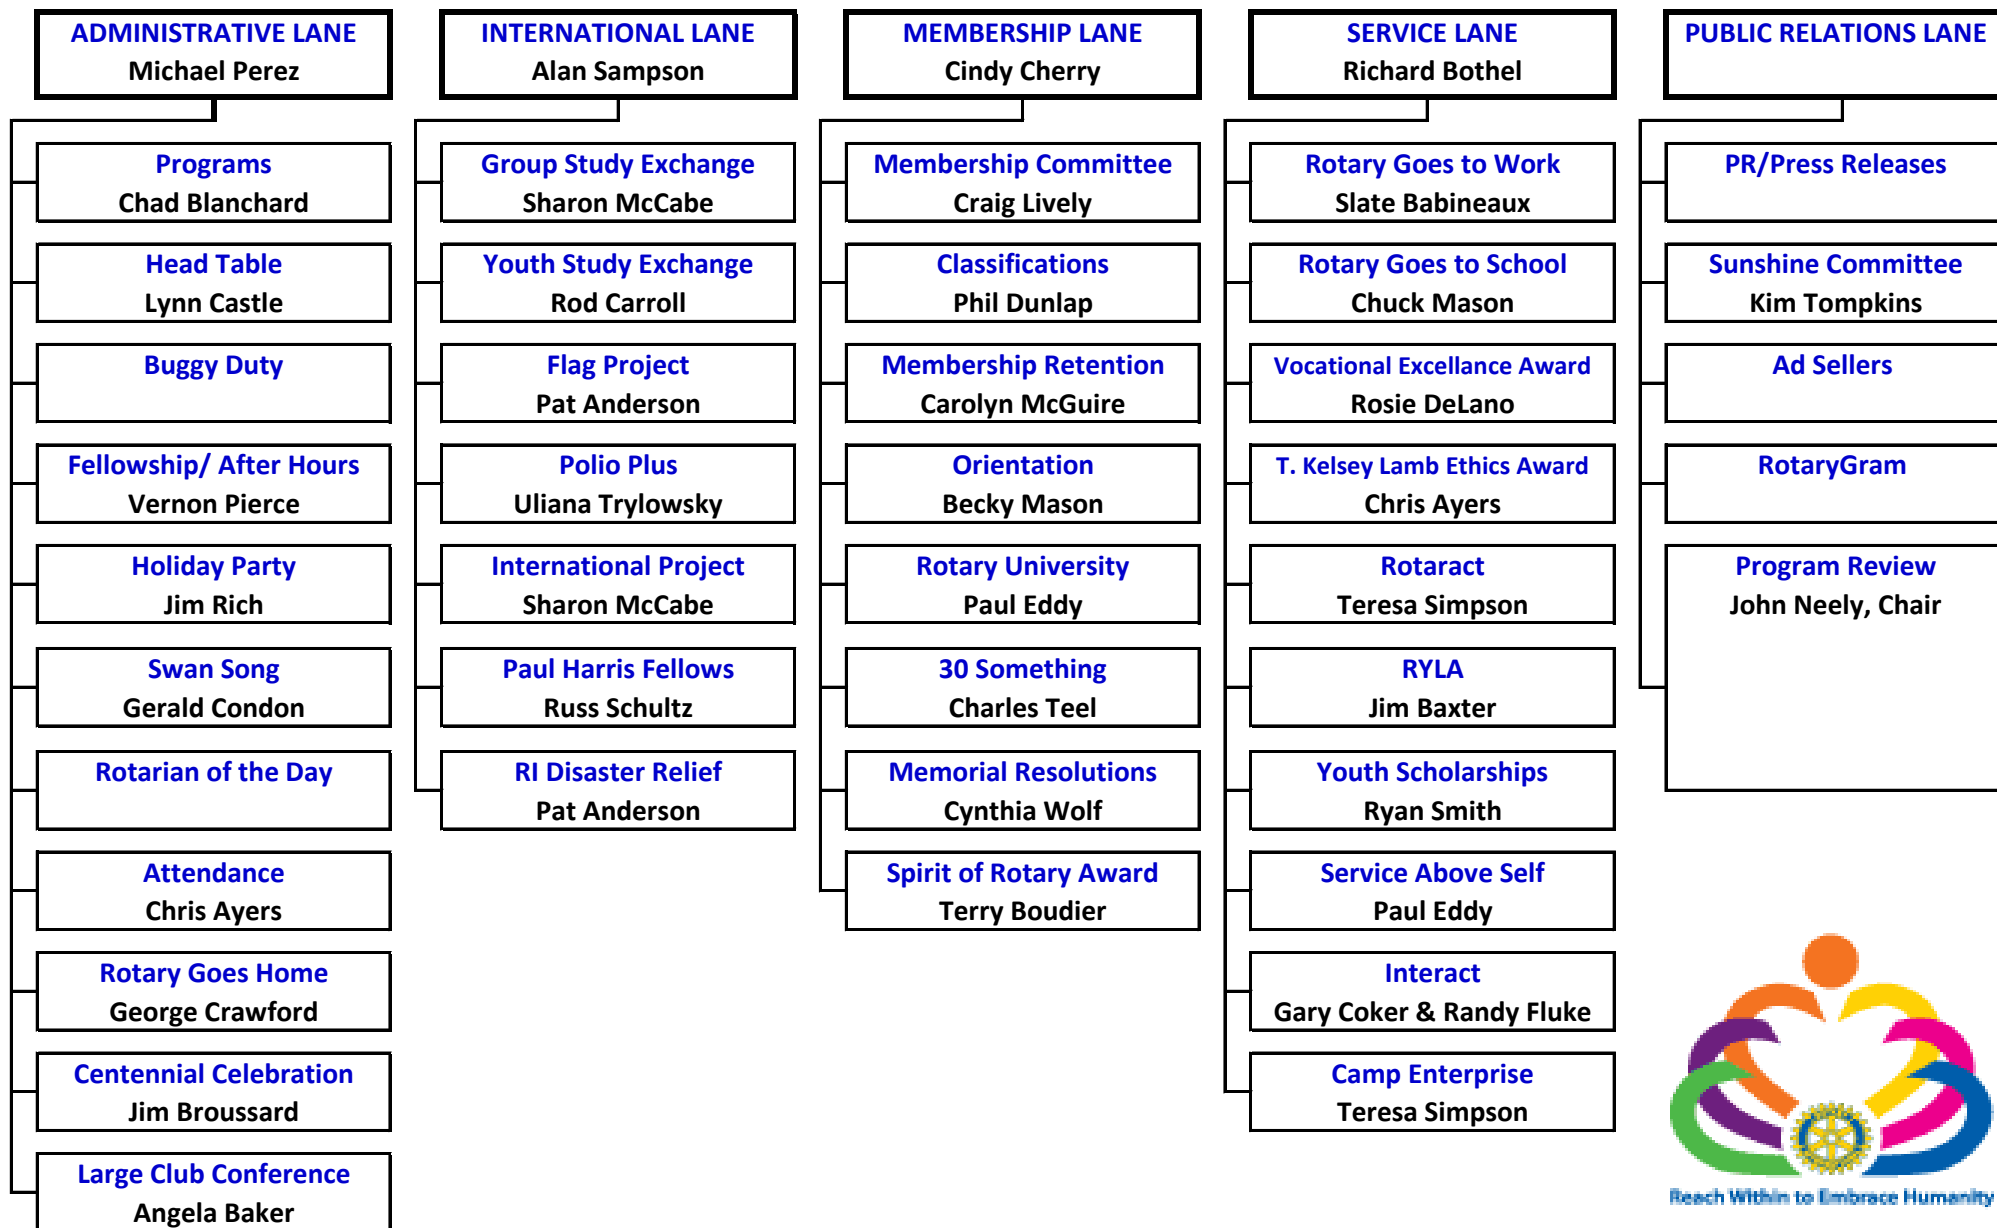 ADMINISTRATIVE LANE
Michael Perez
Programs
Chad Blanchard
Head Table
Lynn Castle
Buggy Duty
Fellowship/ After Hours
Vernon Pierce
Holiday Party
Jim Rich
Swan Song
Gerald Condon
Rotarian of the Day
Attendance
Chris Ayers
Rotary Goes Home
George Crawford
Centennial Celebration
Jim Broussard
Large Club Conference
Angela Baker
INTERNATIONAL LANE
Alan Sampson
Group Study Exchange
Sharon McCabe
Youth Study Exchange
Rod Carroll
Flag Project
Pat Anderson
Polio Plus
Uliana Trylowsky
International Project
Sharon McCabe
Paul Harris Fellows
Russ Schultz
RI Disaster Relief
Pat Anderson
MEMBERSHIP LANE
Cindy Cherry
Membership Committee
Craig Lively
Classifications
Phil Dunlap
Membership Retention
Carolyn McGuire
Orientation
Becky Mason
Rotary University
Paul Eddy
30 Something
Charles Teel
Memorial Resolutions
Cynthia Wolf
Spirit of Rotary Award
Terry Boudier
SERVICE LANE
Richard Bothel
Rotary Goes to Work
Slate Babineaux
Rotary Goes to School
Chuck Mason
Vocational Excellance Award
Rosie DeLano
T. Kelsey Lamb Ethics Award
Chris Ayers
Rotaract
Teresa Simpson
RYLA
Jim Baxter
Youth Scholarships
Ryan Smith
Service Above Self
Paul Eddy
Interact
Gary Coker & Randy Fluke
Camp Enterprise
Teresa Simpson
PUBLIC RELATIONS LANE
PR/Press Releases
Sunshine Committee
Kim Tompkins
Ad Sellers
RotaryGram
Program Review
John Neely, Chair
Reach Within to Embrace Humanity